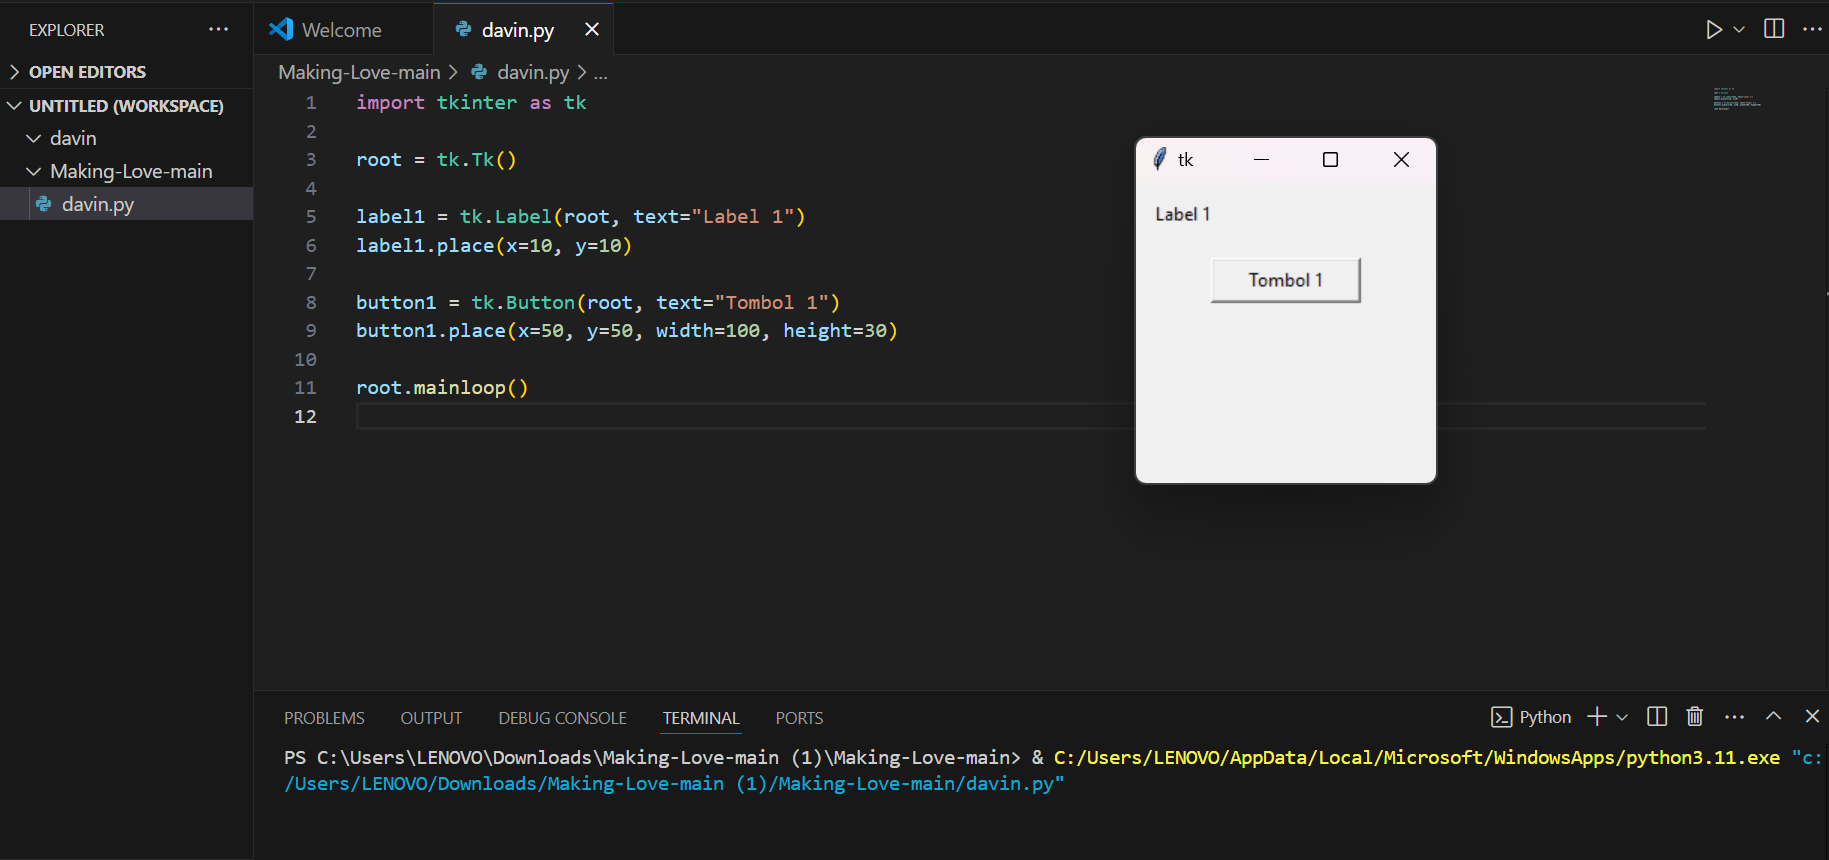 EXPLORER
Welcome
davin.py
OPEN EDITORS
UNTITLED (WORKSPACE)
davin
Making-Love-main
davin.py
Making-Love-main > davin.py > ...
1 import tkinter as tk
2
3 root = tk.Tk()
4
5 label1 = tk.Label(root, text="Label 1")
6 label1.place(x=10, y=10)
7
8 button1 = tk.Button(root, text="Tombol 1")
9 button1.place(x=50, y=50, width=100, height=30)
10
11 root.mainloop()
12
tk
Label 1
Tombol 1
PROBLEMS OUTPUT DEBUG CONSOLE TERMINAL PORTS
Python
PS C:\Users\LENOVO\Downloads\Making-Love-main (1)\Making-Love-main> & C:/Users/LENOVO/AppData/Local/Microsoft/WindowsApps/python3.11.exe "c:
/Users/LENOVO/Downloads/Making-Love-main (1)/Making-Love-main/davin.py"